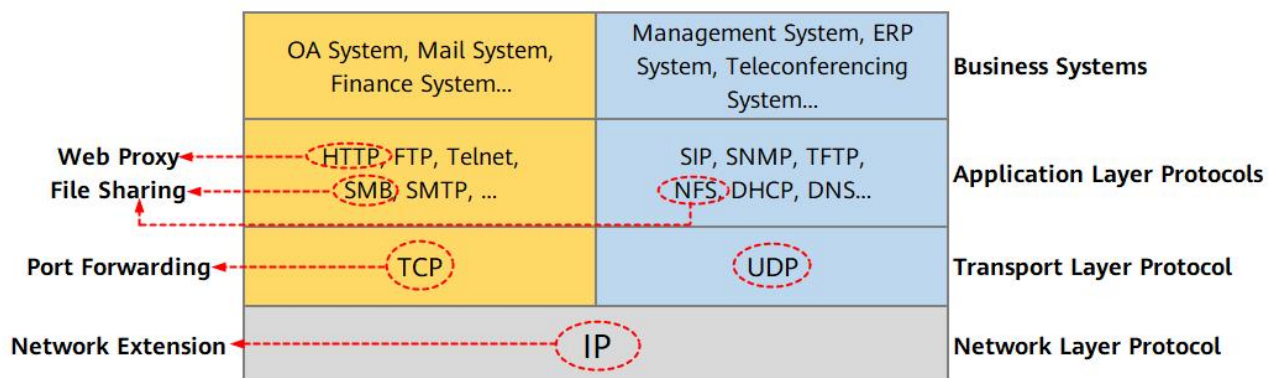 OA System, Mail System,
Finance System...
Management System, ERP
System, Teleconferencing
System...
Business Systems
Web Proxy
File Sharing
HTTP, FTP, Telnet,
SMB, SMTP, ...
SIP, SNMP, TFTP,
NFS, DHCP, DNS...
Application Layer Protocols
Port Forwarding
TCP
UDP
Transport Layer Protocol
Network Extension
IP
Network Layer Protocol